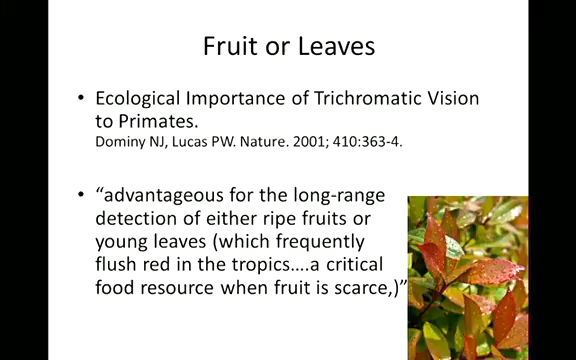 Fruit or Leaves
• Ecological Importance of Trichromatic Vision
to Primates.
Dominy NJ, Lucas PW. Nature. 2001; 410:363-4.
• “advantageous for the long-range
detection of either ripe fruits or
young leaves (which frequently
flush red in the tropics….a critical
food resource when fruit is scarce,)”